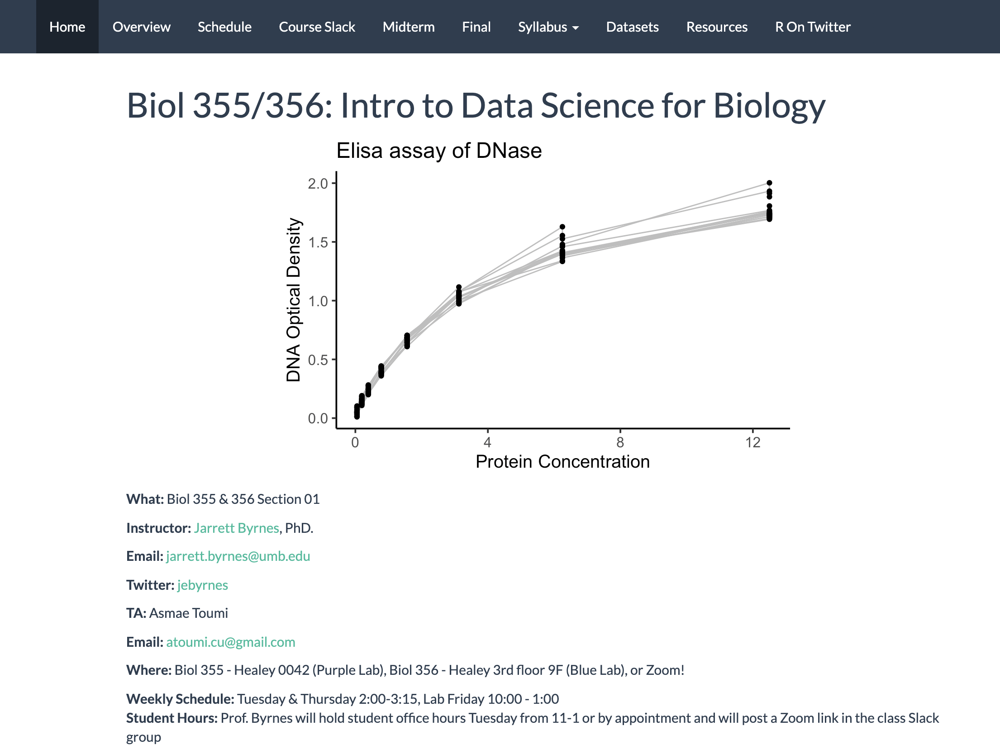 Home Overview Schedule Course Slack Midterm Final Syllabus Datasets Resources R On Twitter
Biol 355/356: Intro to Data Science for Biology
Elisa assay of DNase
DNA Optical Density
2.0
1.5
1.0
0.5
0.0
0 4 8 12
Protein Concentration
What: Biol 355 & 356 Section 01
Instructor: Jarrett Byrnes, PhD.
Email: jarrett.byrnes@umb.edu
Twitter: jebyrnes
TA: Asmae Toumi
Email: atoumi.cu@gmail.com
Where: Biol 355 - Healey 0042 (Purple Lab), Biol 356 - Healey 3rd floor 9F (Blue Lab), or Zoom!
Weekly Schedule: Tuesday & Thursday 2:00-3:15, Lab Friday 10:00 - 1:00
Student Hours: Prof. Byrnes will hold student office hours Tuesday from 11-1 or by appointment and will post a Zoom link in the class Slack
group